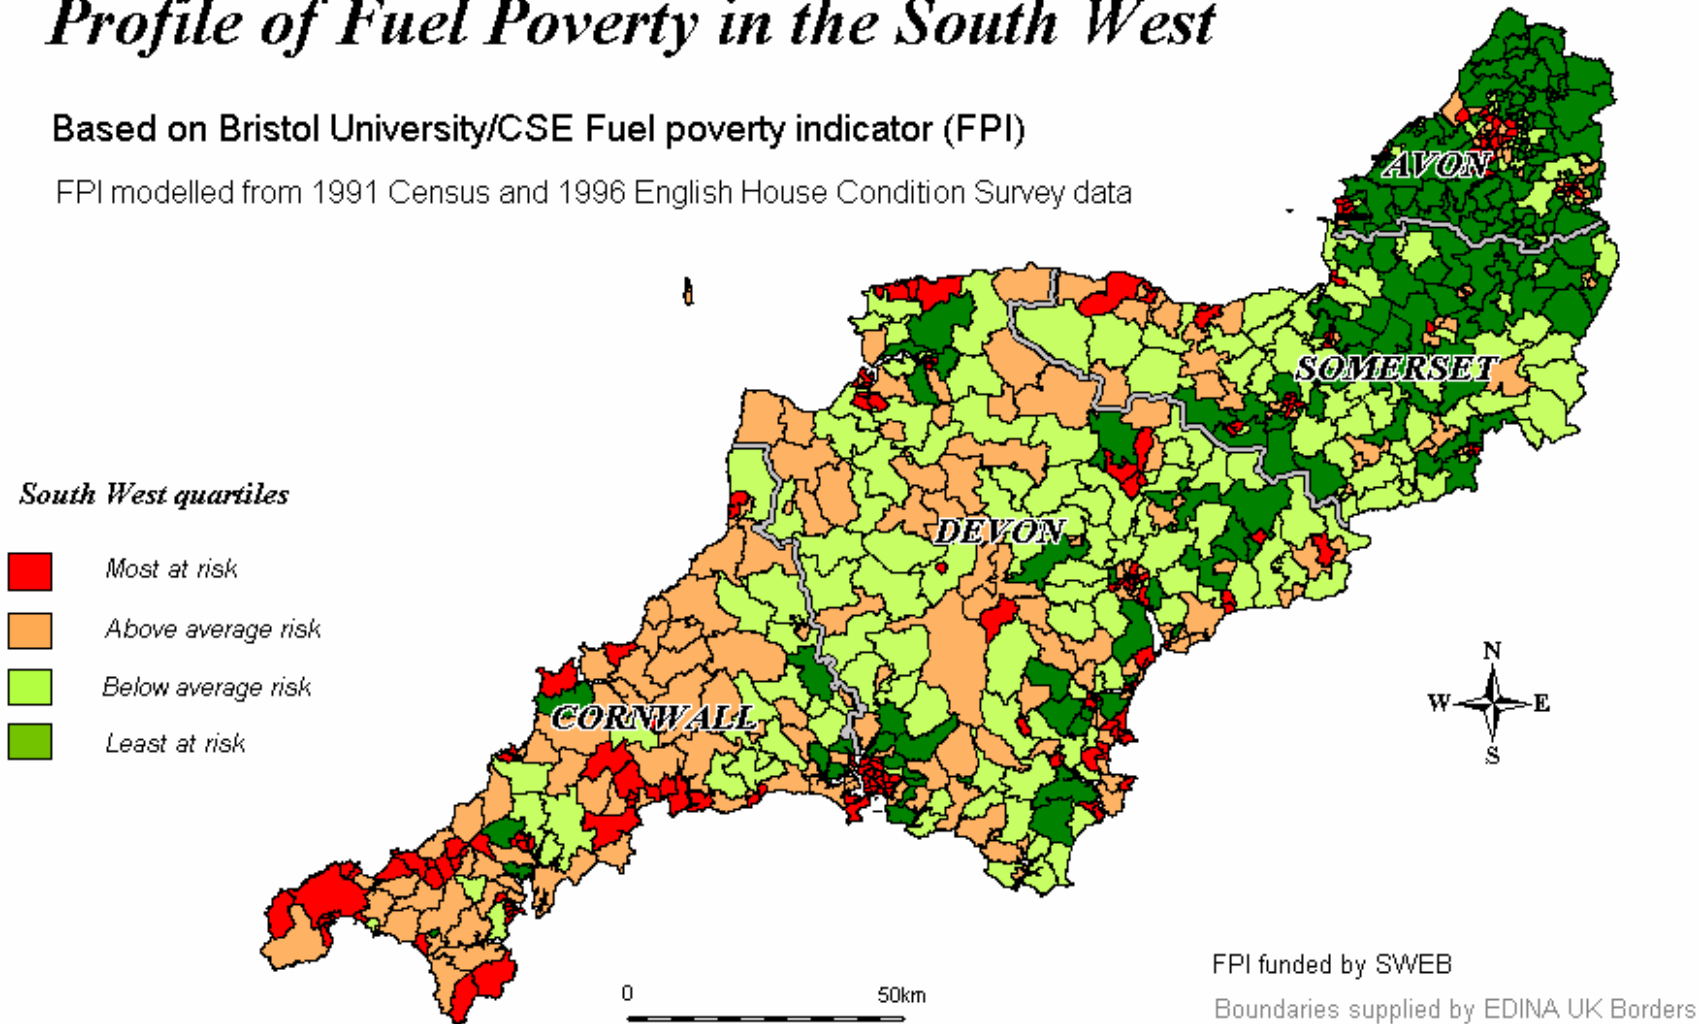 Profile of Fuel Poverty in the South West
Based on Bristol University/CSE Fuel poverty indicator (FPI)
FPI modelled from 1991 Census and 1996 English House Condition Survey data
AVON
SOMERSET
DEVON
CORNWALL
South West quartiles
Most at risk
Above average risk
Below average risk
Least at risk
N
W E
S
0 50km
FPI funded by SWEB
Boundaries supplied by EDINA UK Borders